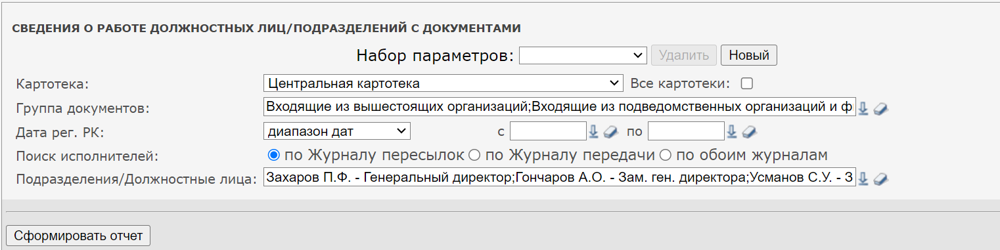 СВЕДЕНИЯ О РАБОТЕ ДОЛЖНОСТНЫХ ЛИЦ/ПОДРАЗДЕЛЕНИЙ С ДОКУМЕНТАМИ
Набор параметров: Удалить Новый
Картотека: Центральная картотека Все картотеки:
Группа документов: Входящие из вышестоящих организаций;Входящие из подведомственных организаций и ф
Дата рег. РК: диапазон дат с по
Поиск исполнителей: по Журналу пересылок по Журналу передачи по обоим журналам
Подразделения/Должностные лица: Захаров П.Ф. - Генеральный директор;Гончаров А.О. - Зам. ген. директора;Усманов С.У. - З
Сформировать отчет